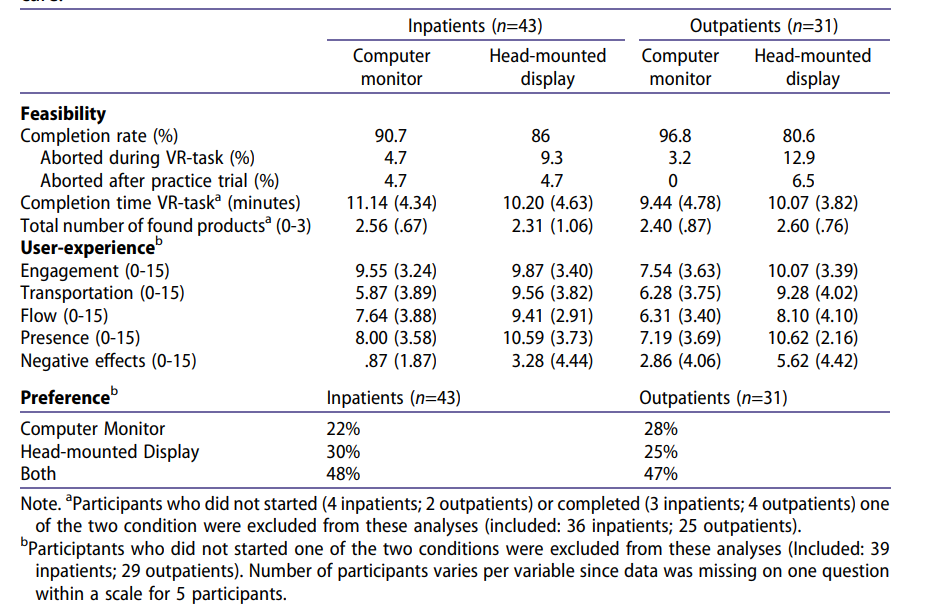 Inpatients (n=43) Outpatients (n=31)
Computer monitor Head-mounted display Computer monitor Head-mounted display
Feasibility
Completion rate (%) 90.7 86 96.8 80.6
Aborted during VR-task (%) 4.7 9.3 3.2 12.9
Aborted after practice trial (%) 4.7 4.7 0 6.5
Completion time VR-taskᵃ (minutes) 11.14 (4.34) 10.20 (4.63) 9.44 (4.78) 10.07 (3.82)
Total number of found productsᵃ (0-3) 2.56 (.67) 2.31 (1.06) 2.40 (.87) 2.60 (.76)
User-experienceᵇ
Engagement (0-15) 9.55 (3.24) 9.87 (3.40) 7.54 (3.63) 10.07 (3.39)
Transportation (0-15) 5.87 (3.89) 9.56 (3.82) 6.28 (3.75) 9.28 (4.02)
Flow (0-15) 7.64 (3.88) 9.41 (2.91) 6.31 (3.40) 8.10 (4.10)
Presence (0-15) 8.00 (3.58) 10.59 (3.73) 7.19 (3.69) 10.62 (2.16)
Negative effects (0-15) .87 (1.87) 3.28 (4.44) 2.86 (4.06) 5.62 (4.42)
Preferenceᵇ Inpatients (n=43) Outpatients (n=31)
Computer Monitor 22% 28%
Head-mounted Display 30% 25%
Both 48% 47%
Note. ᵃParticipants who did not started (4 inpatients; 2 outpatients) or completed (3 inpatients; 4 outpatients) one
of the two condition were excluded from these analyses (included: 36 inpatients; 25 outpatients).
ᵇParticiptants who did not started one of the two conditions were excluded from these analyses (Included: 39
inpatients; 29 outpatients). Number of participants varies per variable since data was missing on one question
within a scale for 5 participants.